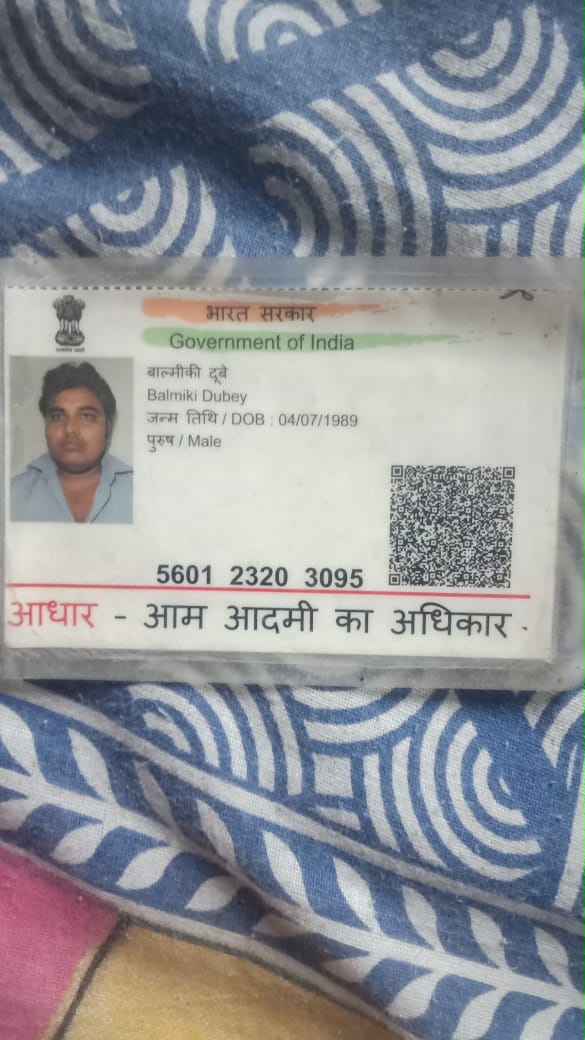 भारत सरकार
Government of India
बाल्मीकी दूबे
Balmiki Dubey
जन्म तिथि / DOB : 04/07/1989
पुरुष / Male
5601 2320 3095
आधार - आम आदमी का अधिकार